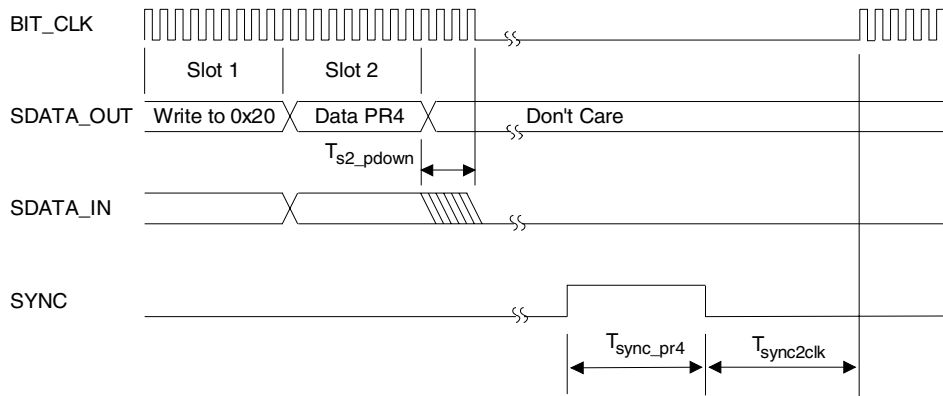 BIT_CLK
Slot 1 Slot 2
SDATA_OUT Write to 0x20 Data PR4 Don't Care
Ts2_pdown
SDATA_IN
SYNC
Tsync_pr4 Tsync2clk